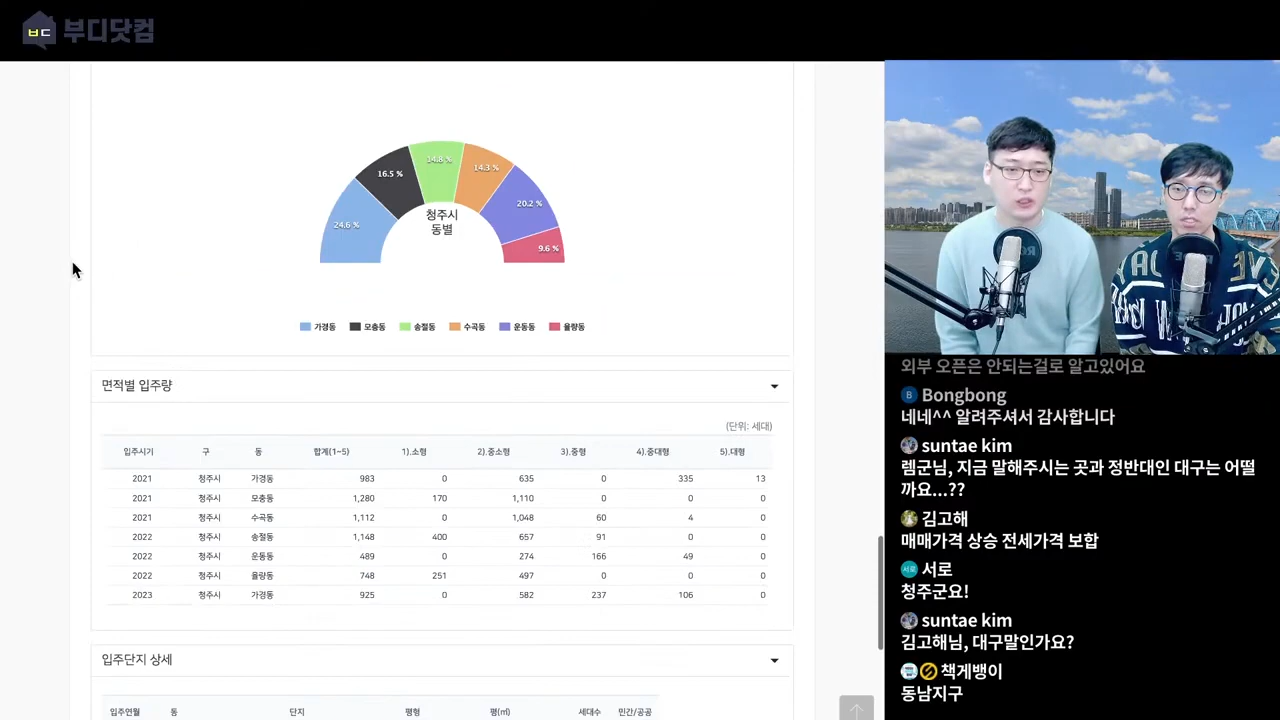 ㅂㄷ 부디닷컴
24.6 %
16.5 %
14.8 %
14.3 %
20.2 %
9.6 %
청주시
동별
가경동 모충동 송절동 수곡동 운동동 율량동
면적별 입주량
(단위: 세대)
입주시기 구 동 합계(1~5) 1).소형 2).중소형 3).중형 4).중대형 5).대형
2021 청주시 가경동 983 0 635 0 335 13
2021 청주시 모충동 1,280 170 1,110 0 0 0
2021 청주시 수곡동 1,112 0 1,048 60 4 0
2022 청주시 송절동 1,148 400 657 91 0 0
2022 청주시 운동동 489 0 274 166 49 0
2022 청주시 율량동 748 251 497 0 0 0
2023 청주시 가경동 925 0 582 237 106 0
입주단지 상세
입주연월 동 단지 평형 평(㎡) 세대수 민간/공공
외부 오픈은 안되는걸로 알고있어요
B Bongbong
네네^^ 알려주셔서 감사합니다
suntae kim
렘군님, 지금 말해주시는 곳과 정반대인 대구는 어떨
까요...??
김고해
매매가격 상승 전세가격 보합
서로 서로
청주군요!
suntae kim
김고해님, 대구말인가요?
책게뱅이
동남지구